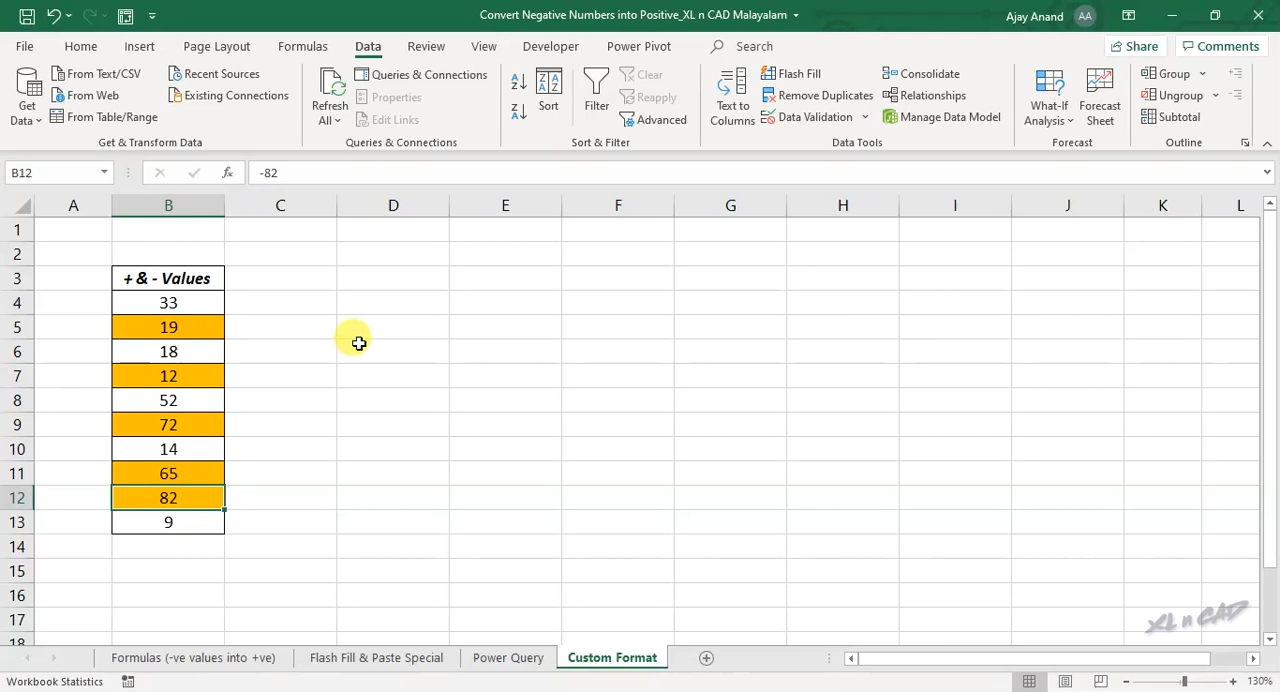 Convert Negative Numbers into Positive_XL n CAD Malayalam
Ajay Anand AA
File Home Insert Page Layout Formulas Data Review View Developer Power Pivot Search Share Comments
Get Data
From Text/CSV
From Web
From Table/Range
Recent Sources
Existing Connections
Get & Transform Data
Refresh All
Queries & Connections
Properties
Edit Links
Queries & Connections
Sort
Filter
Clear
Reapply
Advanced
Sort & Filter
Text to Columns
Flash Fill
Remove Duplicates
Data Validation
Consolidate
Relationships
Manage Data Model
Data Tools
What-If Analysis
Forecast Sheet
Forecast
Group
Ungroup
Subtotal
Outline
B12 fx -82
A B C D E F G H I J K L
1
2
3 + & - Values
4 33
5 19
6 18
7 12
8 52
9 72
10 14
11 65
12 82
13 9
14
15
16
17
18
XL n CAD
Formulas (-ve values into +ve) Flash Fill & Paste Special Power Query Custom Format
Workbook Statistics 130%